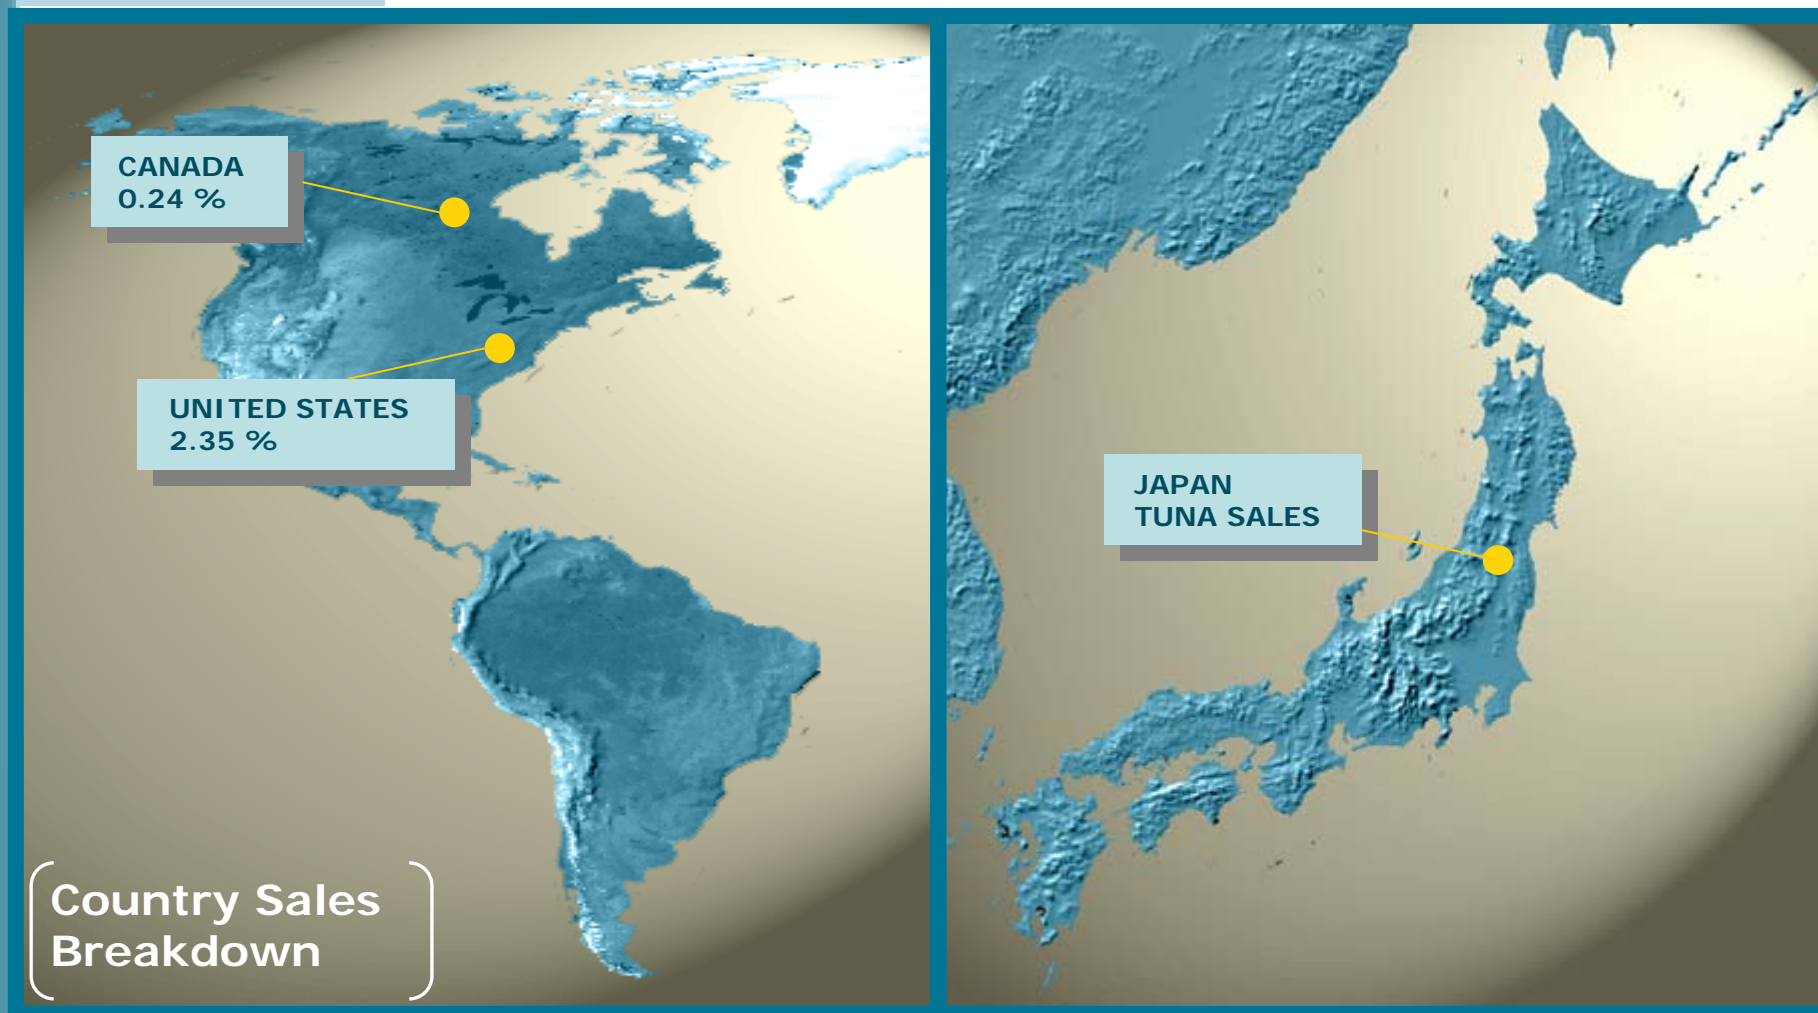 CANADA
0.24 %
UNITED STATES
2.35 %
JAPAN
TUNA SALES
Country Sales
Breakdown